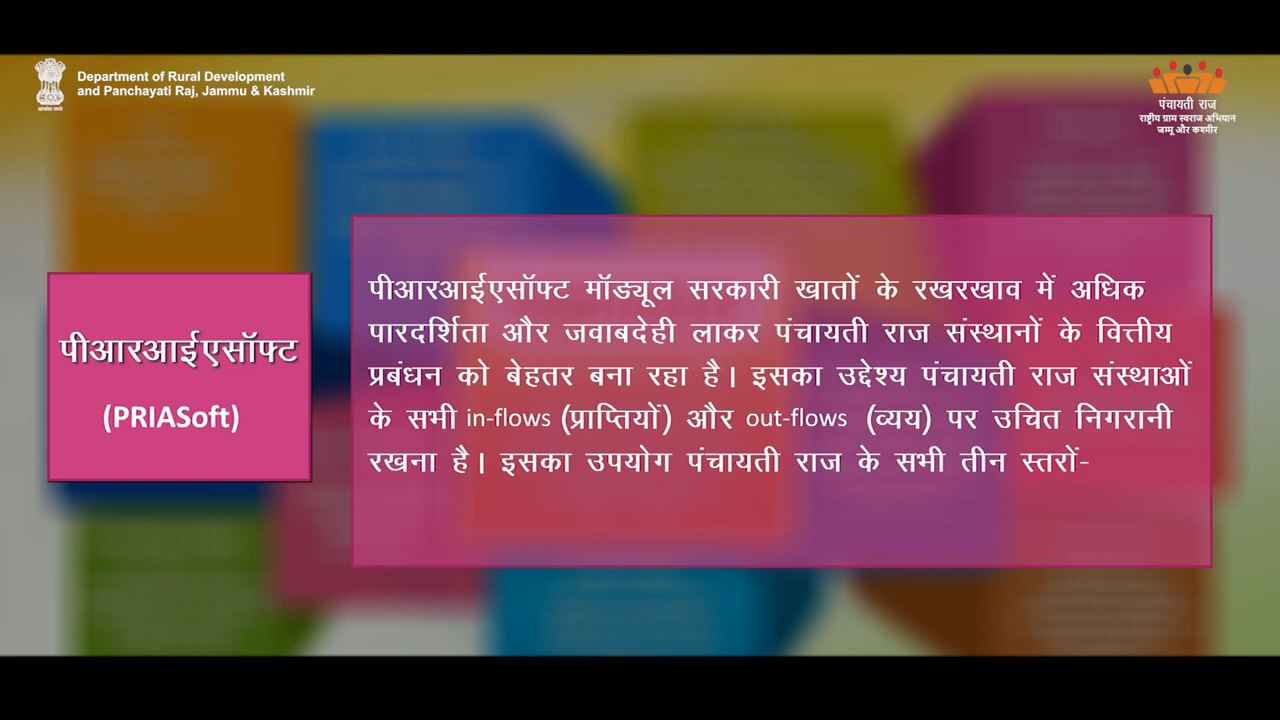 Department of Rural Development
and Panchayati Raj, Jammu & Kashmir
पंचायती राज
राष्ट्रीय ग्राम स्वराज अभियान
जम्मू और कश्मीर
पीआरआईएसॉफ्ट
(PRIASoft)
पीआरआईएसॉफ्ट मॉड्यूल सरकारी खातों के रखरखाव में अधिक
पारदर्शिता और जवाबदेही लाकर पंचायती राज संस्थानों के वित्तीय
प्रबंधन को बेहतर बना रहा है। इसका उद्देश्य पंचायती राज संस्थाओं
के सभी in-flows (प्राप्तियों) और out-flows (व्यय) पर उचित निगरानी
रखना है। इसका उपयोग पंचायती राज के सभी तीन स्तरों-